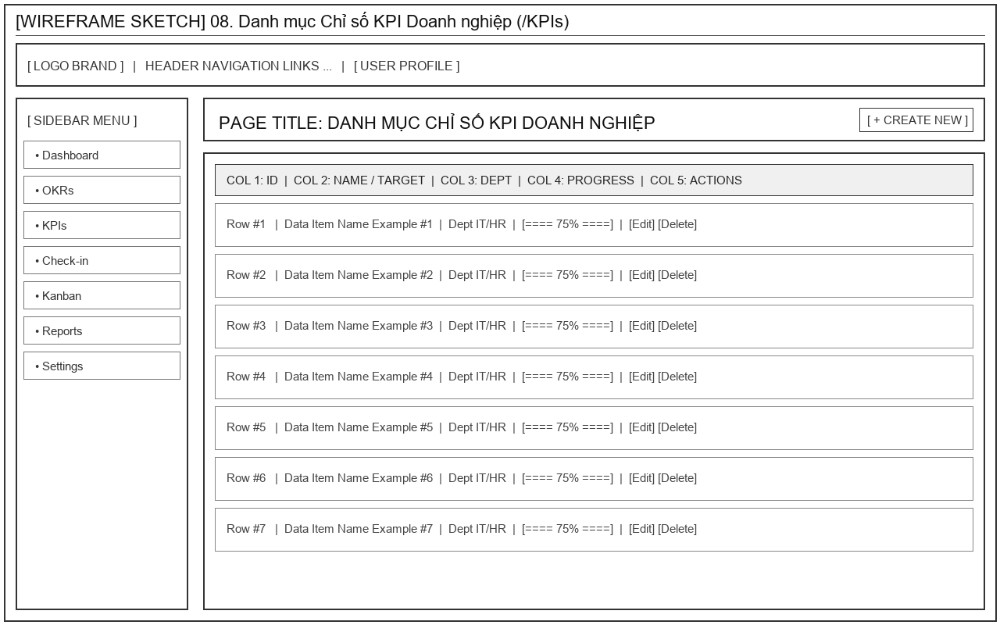 [WIREFRAME SKETCH] 08. Danh mục Chỉ số KPI Doanh nghiệp (/KPIs)
[ LOGO BRAND ] | HEADER NAVIGATION LINKS ... | [ USER PROFILE ]
[ SIDEBAR MENU ]
• Dashboard
• OKRs
• KPIs
• Check-in
• Kanban
• Reports
• Settings
PAGE TITLE: DANH MỤC CHỈ SỐ KPI DOANH NGHIỆP
[ + CREATE NEW ]
COL 1: ID | COL 2: NAME / TARGET | COL 3: DEPT | COL 4: PROGRESS | COL 5: ACTIONS
Row #1 | Data Item Name Example #1 | Dept IT/HR | [==== 75% ====] | [Edit] [Delete]
Row #2 | Data Item Name Example #2 | Dept IT/HR | [==== 75% ====] | [Edit] [Delete]
Row #3 | Data Item Name Example #3 | Dept IT/HR | [==== 75% ====] | [Edit] [Delete]
Row #4 | Data Item Name Example #4 | Dept IT/HR | [==== 75% ====] | [Edit] [Delete]
Row #5 | Data Item Name Example #5 | Dept IT/HR | [==== 75% ====] | [Edit] [Delete]
Row #6 | Data Item Name Example #6 | Dept IT/HR | [==== 75% ====] | [Edit] [Delete]
Row #7 | Data Item Name Example #7 | Dept IT/HR | [==== 75% ====] | [Edit] [Delete]